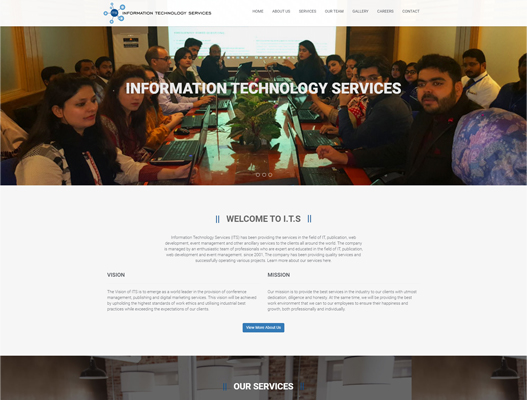 INFORMATION TECHNOLOGY SERVICES
HOME ABOUT US SERVICES OUR TEAM GALLERY CAREERS CONTACT
INFORMATION TECHNOLOGY SERVICES
WELCOME TO I.T.S
Information Technology Services (ITS) has been providing the services in the field of IT, publication, web
development, event management and other ancillary services to the clients all around the world. The company
is managed by an enthusiastic team of professionals who are expert and educated in the field of IT, publication,
web development and event management. since 2001, The company has been providing quality services and
successfully operating various projects. Learn more about our services here.
VISION
The Vision of ITS is to emerge as a world leader in the provision of conference
management, publishing and digital marketing services. This vision will be achieved
by upholding the highest standards of work ethics and utilising industrial best
practices while exceeding the expectations of our clients.
MISSION
Our mission is to provide the best services in the industry to our clients with utmost
dedication, diligence and honesty. At the same time, we will be providing the best
work environment that we can to our employees to ensure their happiness and
growth, both professionally and individually.
View More About Us
OUR SERVICES